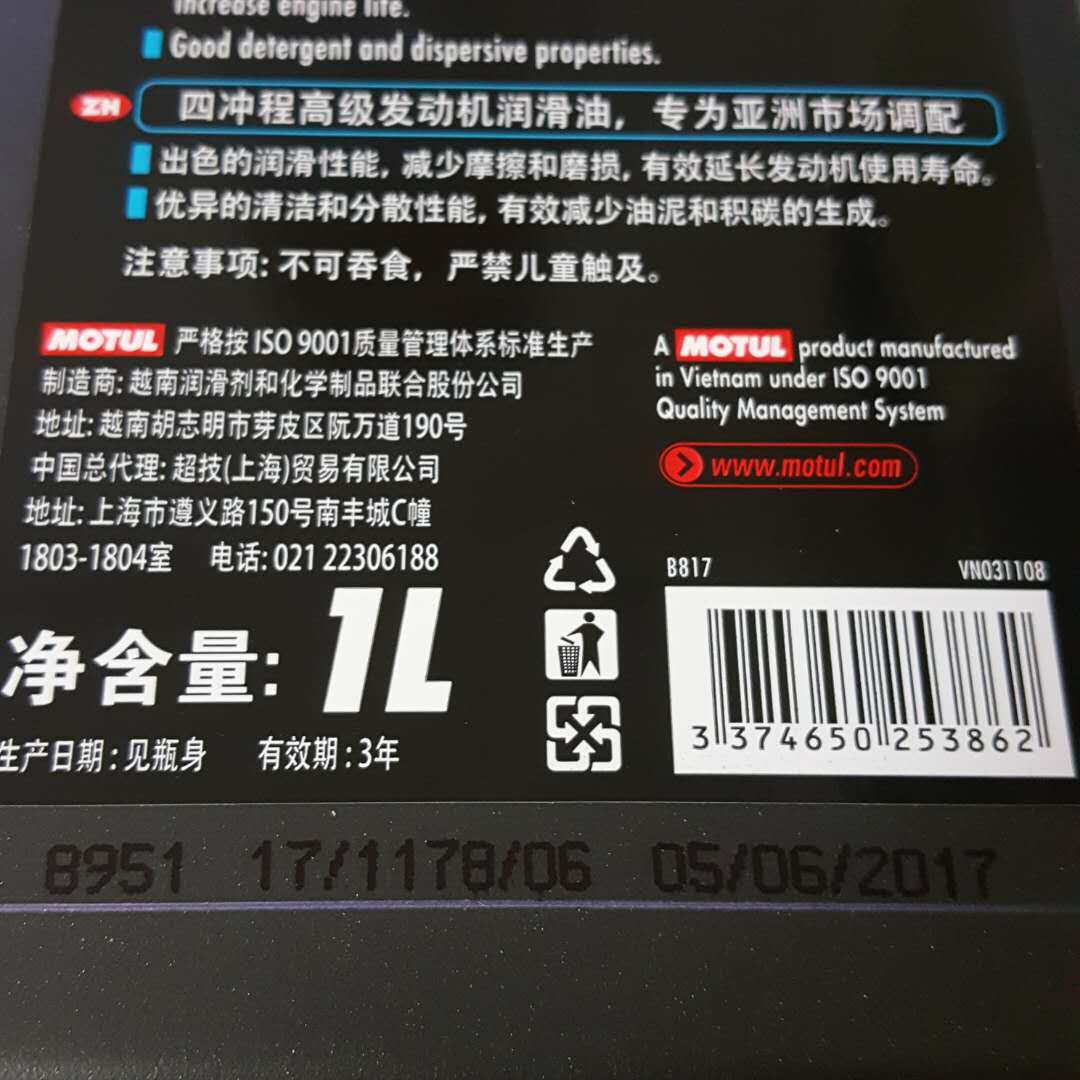 increase engine life.
Good detergent and dispersive properties.
ZH 四冲程高级发动机润滑油，专为亚洲市场调配
出色的润滑性能，减少摩擦和磨损，有效延长发动机使用寿命。
优异的清洁和分散性能，有效减少油泥和积碳的生成。
注意事项：不可吞食，严禁儿童触及。
MOTUL 严格按 ISO 9001质量管理体系标准生产
制造商：越南润滑剂和化学制品联合股份公司
地址：越南胡志明市芽皮区阮万道190号
中国总代理：超技(上海)贸易有限公司
地址：上海市遵义路150号南丰城C幢
1803-1804室 电话：021 22306188
A MOTUL product manufactured
in Vietnam under ISO 9001
Quality Management System
www.motul.com
B817 VN031108
3 374650 253862
净含量：1L
生产日期：见瓶身 有效期：3年
8951 17/1178/06 05/06/2017